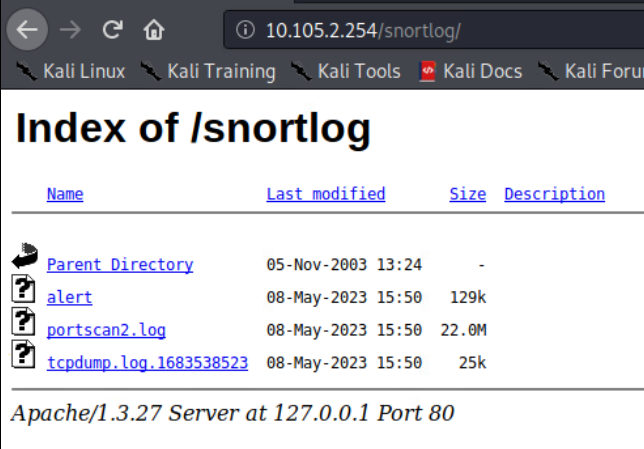 10.105.2.254/snortlog/
Kali Linux Kali Training Kali Tools Kali Docs Kali Foru
Index of /snortlog
Name Last modified Size Description
Parent Directory 05-Nov-2003 13:24 -
alert 08-May-2023 15:50 129k
portscan2.log 08-May-2023 15:50 22.0M
tcpdump.log.1683538523 08-May-2023 15:50 25k
Apache/1.3.27 Server at 127.0.0.1 Port 80